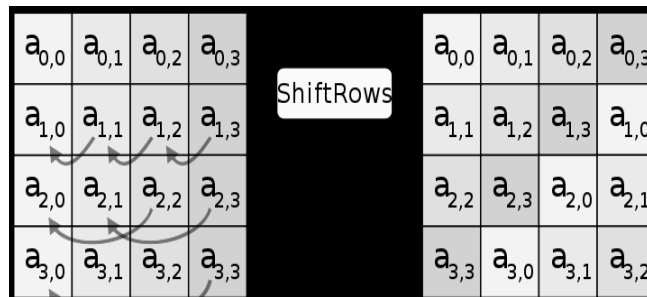 a0,0 a0,1 a0,2 a0,3 a0,0 a0,1 a0,2 a0,3
ShiftRows
a1,0 a1,1 a1,2 a1,3 a1,1 a1,2 a1,3 a1,0
a2,0 a2,1 a2,2 a2,3 a2,2 a2,3 a2,0 a2,1
a3,0 a3,1 a3,2 a3,3 a3,3 a3,0 a3,1 a3,2